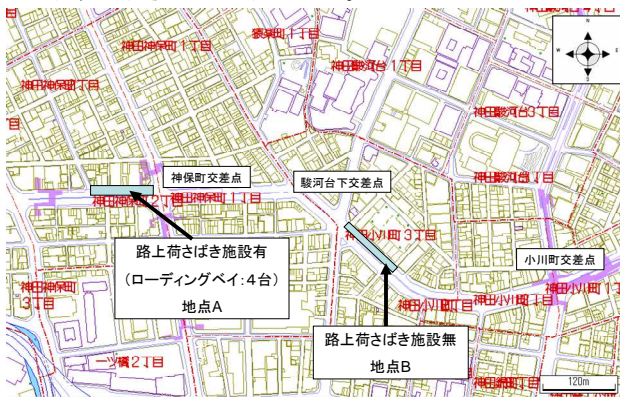 猿楽町1丁目
神田神保町1丁目
神田駿河台1丁目
N
W
E
S
神田神保町2丁目
神田駿河台3丁目
神保町交差点
駿河台下交差点
神田神保町2丁目
神田神保町1丁目
路上荷さばき施設有
(ローディングベイ:4台)
地点A
神田小川町3丁目
小川町交差点
神田小川町1丁
3丁目
路上荷さばき施設無
地点B
一ツ橋2丁目
120m